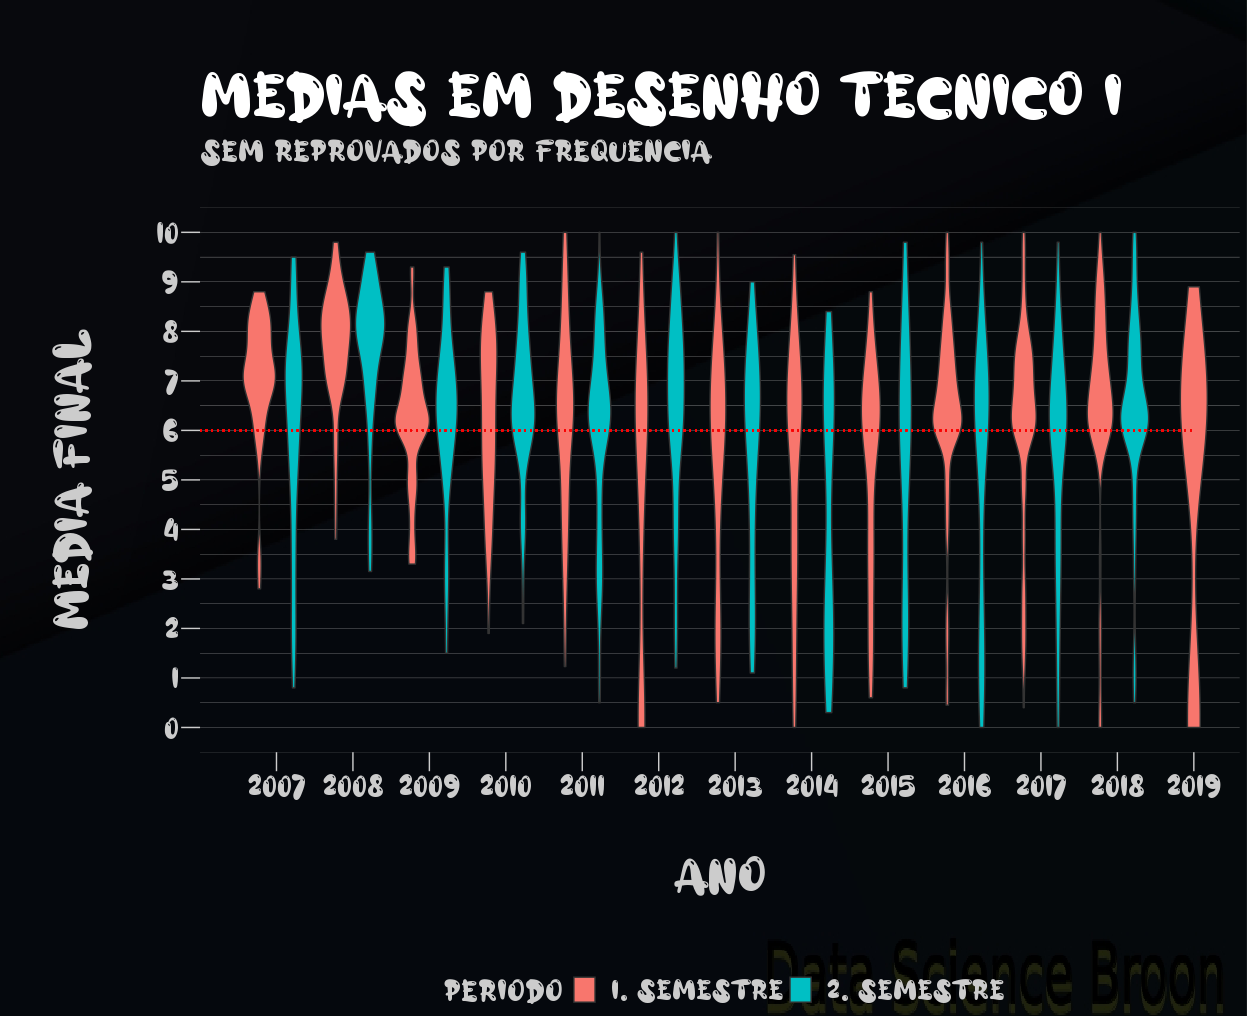 MEDIAS EM DESENHO TECNICO I
SEM REPROVADOS POR FREQUENCIA
MEDIA FINAL
10
9
8
7
6
5
4
3
2
1
0
2007 2008 2009 2010 2011 2012 2013 2014 2015 2016 2017 2018 2019
ANO
PERIODO 1. SEMESTRE 2. SEMESTRE
Data Science Broon